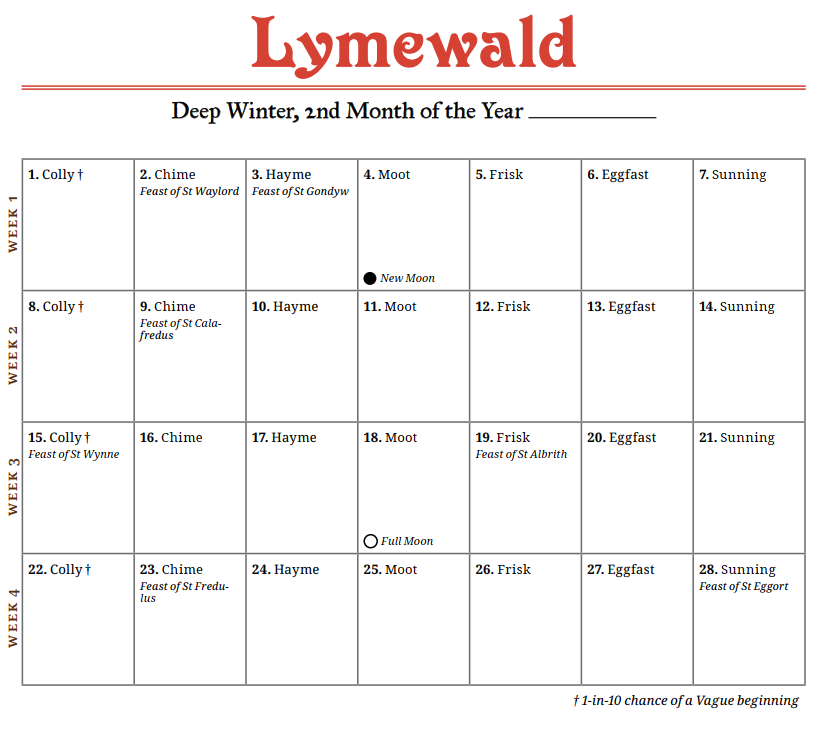 Lymewald
Deep Winter, 2nd Month of the Year ____________
WEEK 1
1. Colly †
2. Chime
Feast of St Waylord
3. Hayme
Feast of St Gondyw
4. Moot
New Moon
5. Frisk
6. Eggfast
7. Sunning
WEEK 2
8. Colly †
9. Chime
Feast of St Cala-
fredus
10. Hayme
11. Moot
12. Frisk
13. Eggfast
14. Sunning
WEEK 3
15. Colly †
Feast of St Wynne
16. Chime
17. Hayme
18. Moot
Full Moon
19. Frisk
Feast of St Albrith
20. Eggfast
21. Sunning
WEEK 4
22. Colly †
23. Chime
Feast of St Fredu-
lus
24. Hayme
25. Moot
26. Frisk
27. Eggfast
28. Sunning
Feast of St Eggort
† 1-in-10 chance of a Vague beginning